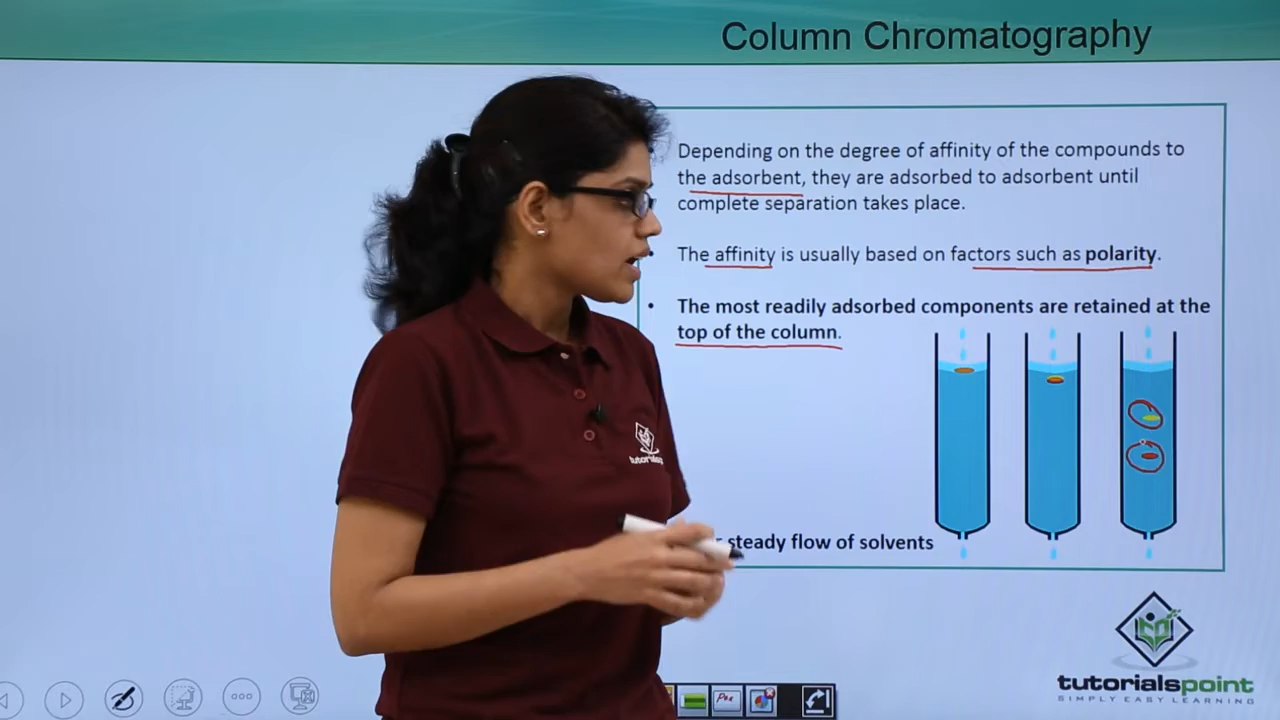 Column Chromatography
Depending on the degree of affinity of the compounds to
the adsorbent, they are adsorbed to adsorbent until
complete separation takes place.
The affinity is usually based on factors such as polarity.
• The most readily adsorbed components are retained at the
top of the column.
steady flow of solvents
tutorialspoint
SIMPLY EASY LEARNING